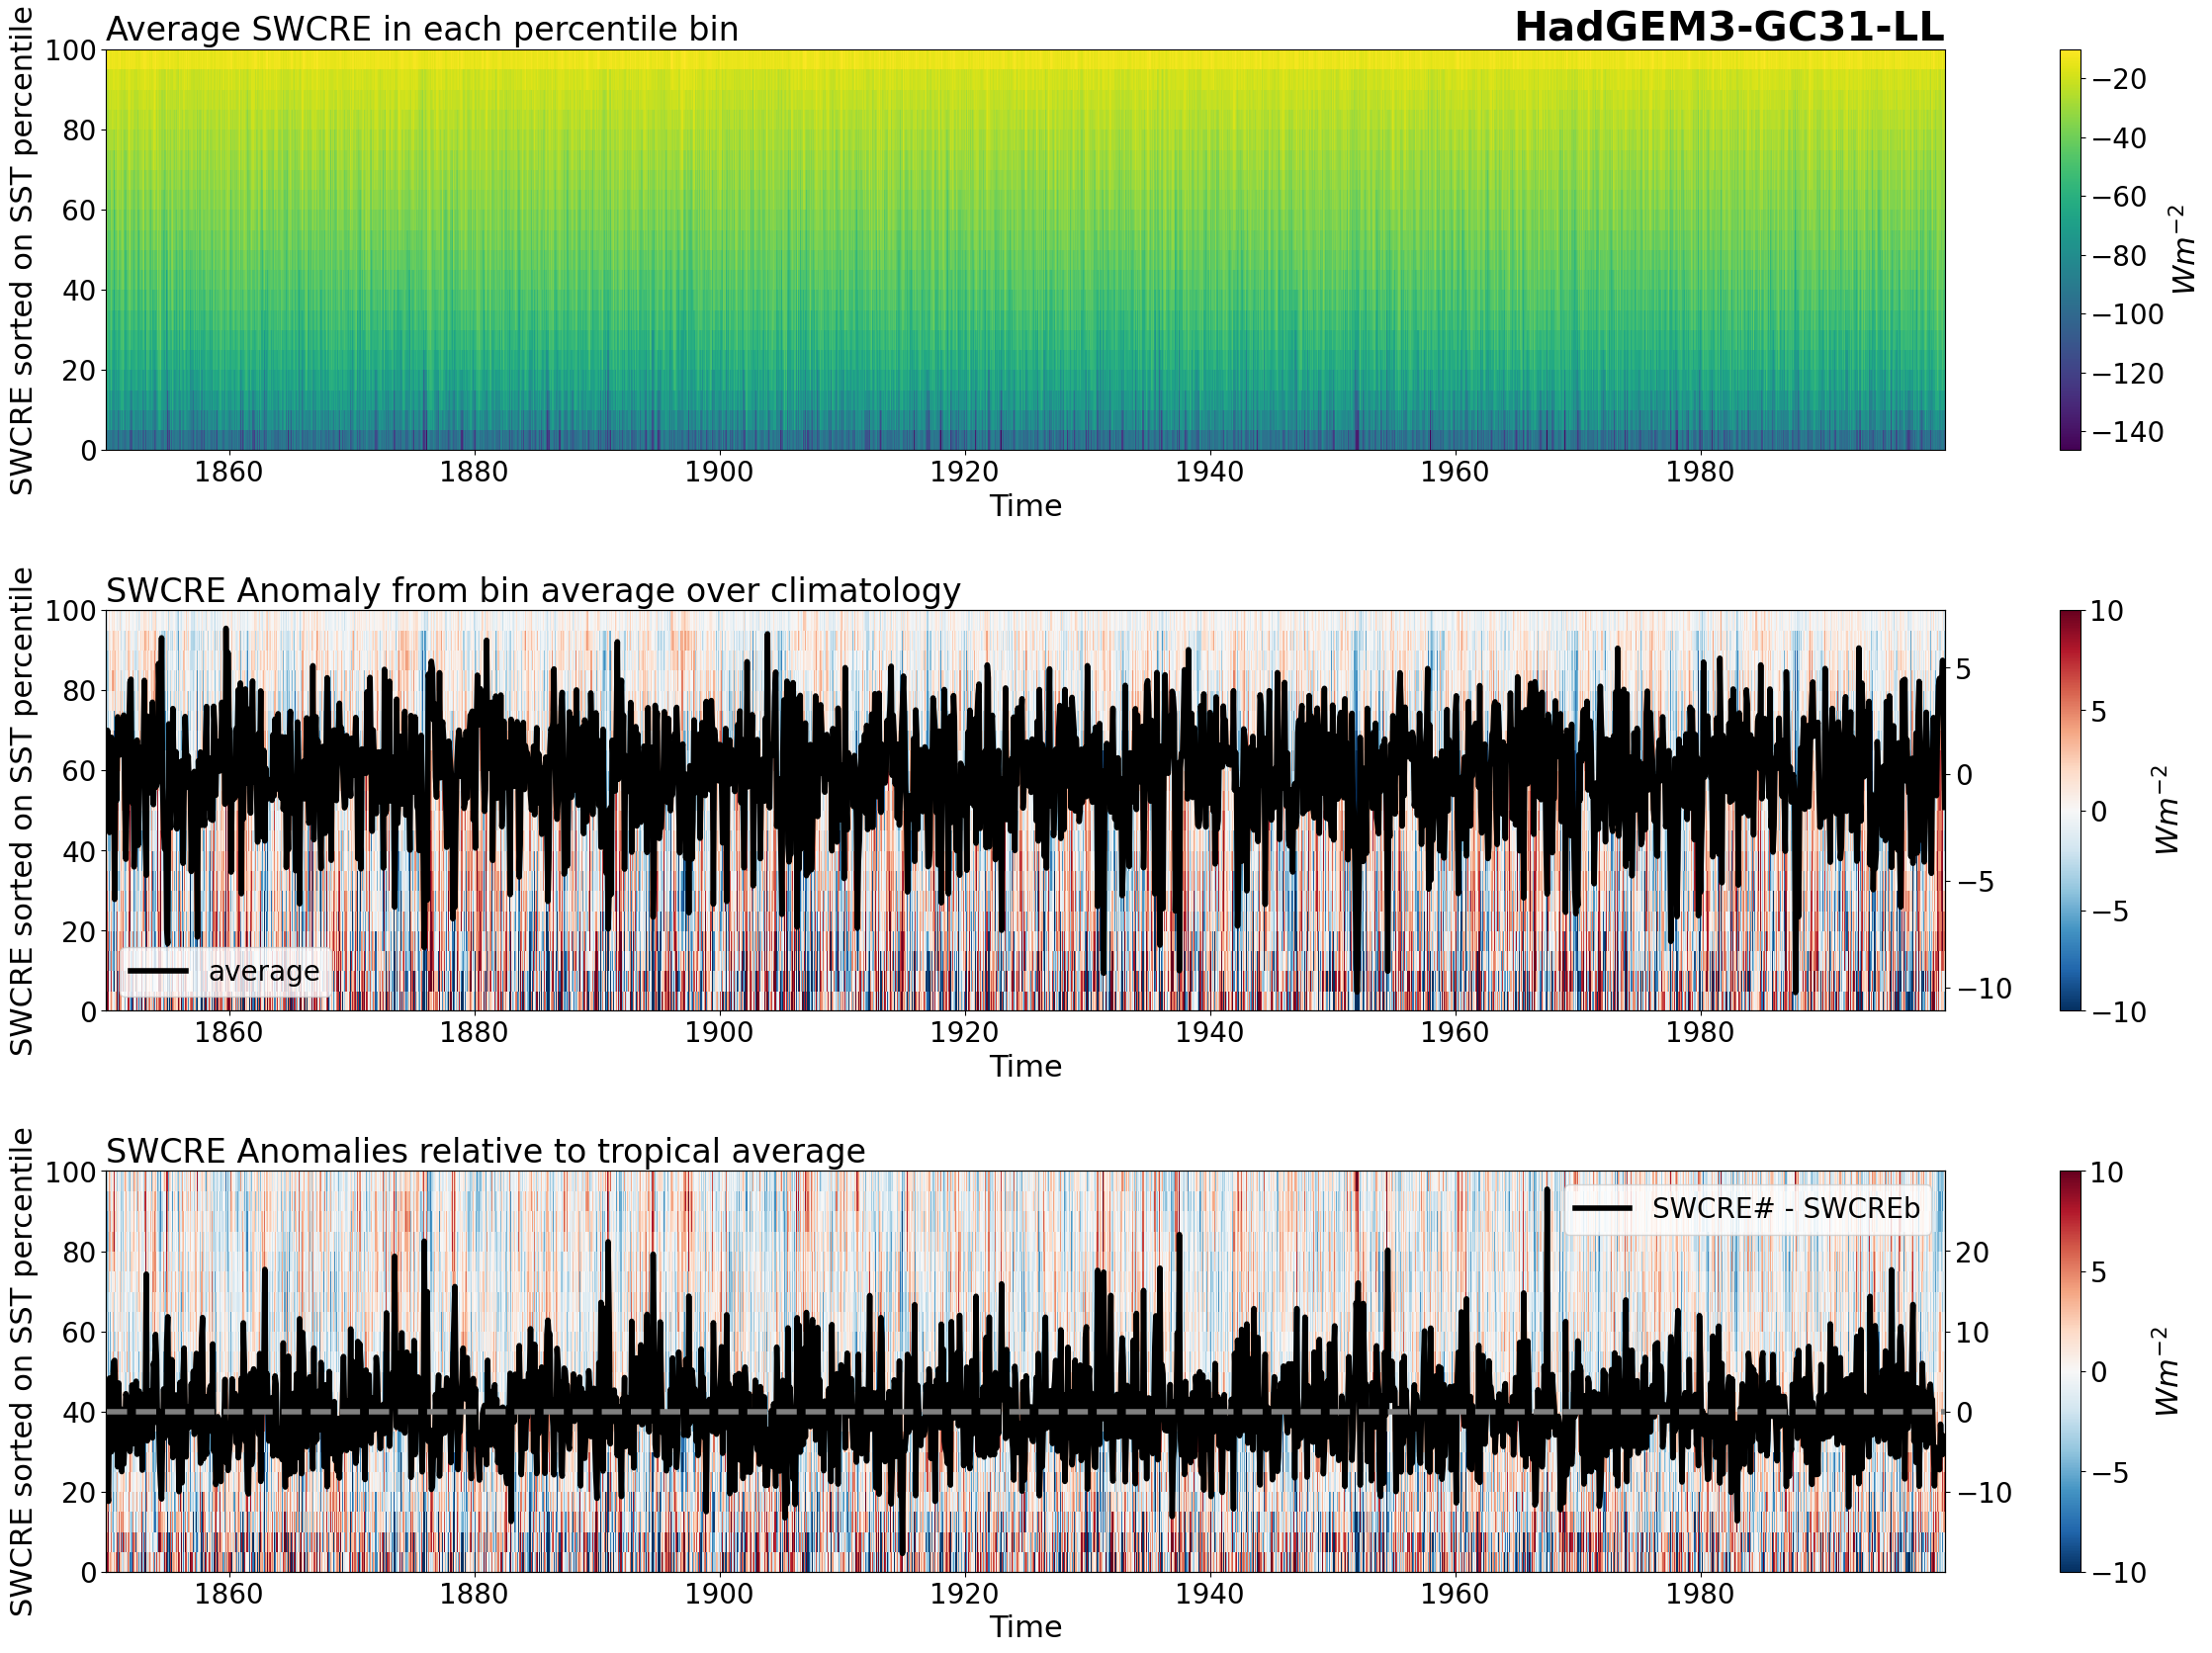 Average SWCRE in each percentile bin
HadGEM3-GC31-LL
SWCRE sorted on SST percentile
100
80
60
40
20
0
1860 1880 1900 1920 1940 1960 1980
Time
−20
−40
−60
−80
−100
−120
−140
Wm−2
SWCRE Anomaly from bin average over climatology
SWCRE sorted on SST percentile
100
80
60
40
20
0
average
5
0
−5
−10
1860 1880 1900 1920 1940 1960 1980
Time
10
5
0
−5
−10
Wm−2
SWCRE Anomalies relative to tropical average
SWCRE sorted on SST percentile
100
80
60
40
20
0
SWCRE# - SWCREb
20
10
0
−10
1860 1880 1900 1920 1940 1960 1980
Time
10
5
0
−5
−10
Wm−2